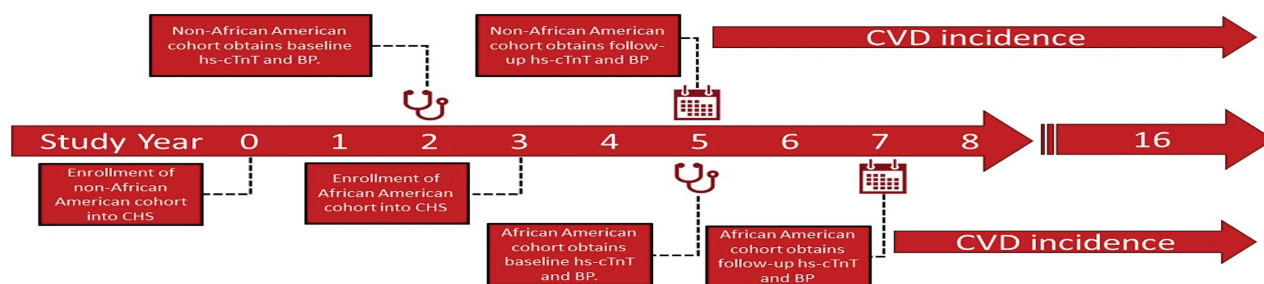 Non-African American
cohort obtains baseline
hs-cTnT and BP.
Non-African American
cohort obtains follow-
up hs-cTnT and BP
CVD incidence
Study Year 0 1 2 3 4 5 6 7 8 16
Enrollment of
non-African
American cohort
into CHS
Enrollment of
African American
cohort into CHS
African American
cohort obtains
baseline hs-cTnT
and BP.
African American
cohort obtains
follow-up hs-cTnT
and BP
CVD incidence